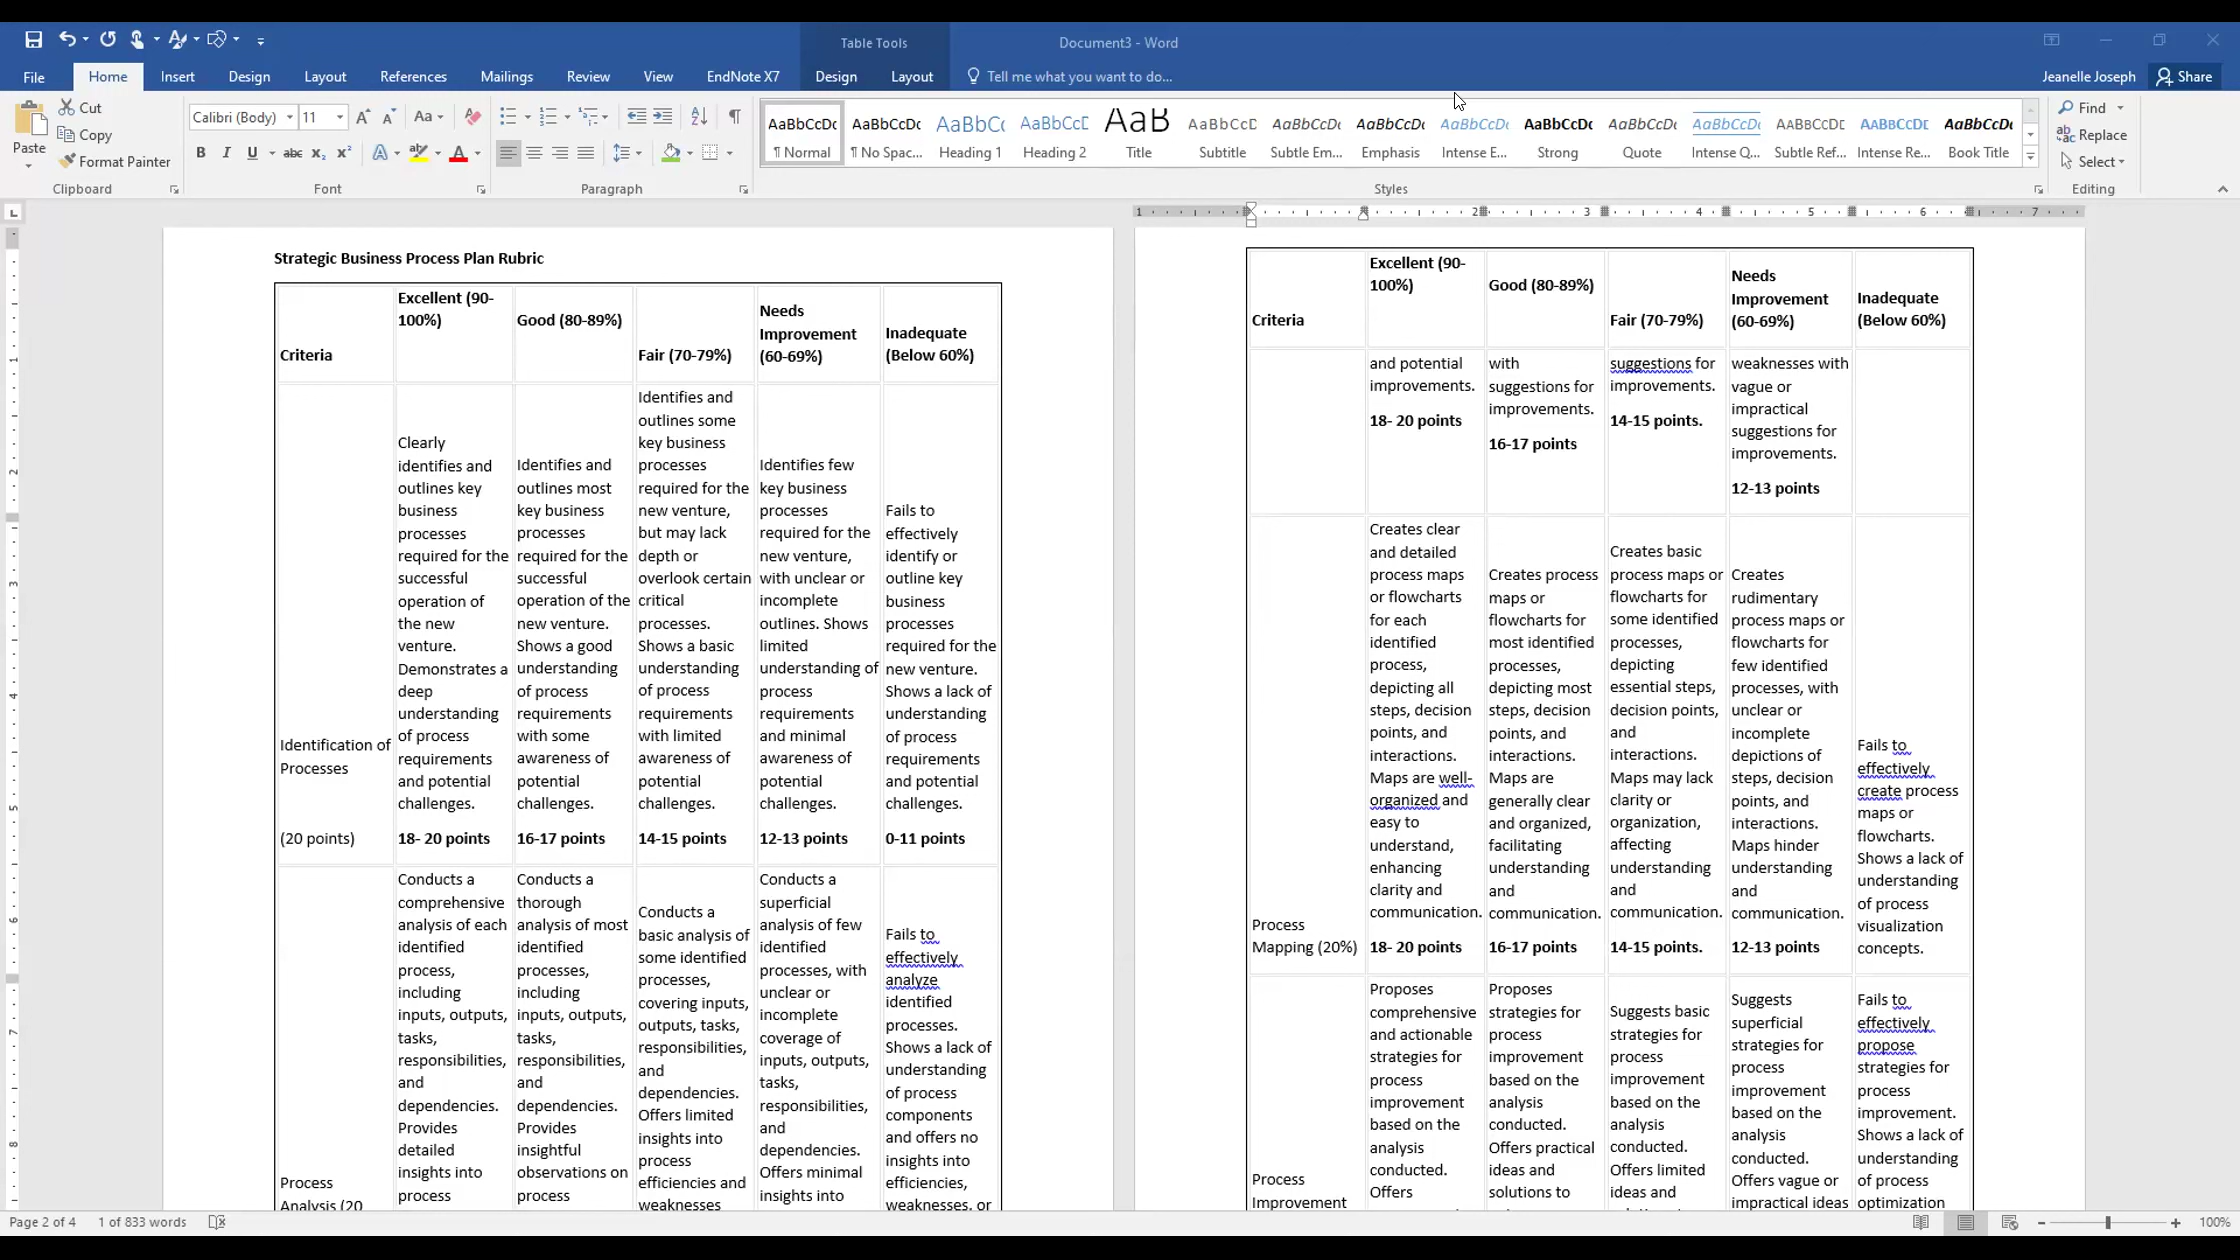 Table Tools
Document3 - Word
File
Home
Insert
Design
Layout
References
Mailings
Review
View
EndNote X7
Design
Layout
Tell me what you want to do...
Jeanelle Joseph
Share
Paste
Cut
Copy
Format Painter
Calibri (Body)
11
Aa
B I U abc x₂ x²
AaBbCcDc
¶ Normal
AaBbCcDc
¶ No Spac...
AaBbCc
Heading 1
AaBbCcD
Heading 2
AaB
Title
AaBbCcD
Subtitle
AaBbCcDc
Subtle Em...
AaBbCcDc
Emphasis
AaBbCcDc
Intense E...
AaBbCcDc
Strong
AaBbCcDc
Quote
AaBbCcDc
Intense Q...
AaBbCcDc
Subtle Ref...
AaBbCcDc
Intense Re...
AaBbCcDc
Book Title
Find
Replace
Select
Clipboard
Font
Paragraph
Styles
Editing
Strategic Business Process Plan Rubric
Criteria
Excellent (90-
100%)
Good (80-89%)
Fair (70-79%)
Needs
Improvement
(60-69%)
Inadequate
(Below 60%)
Identification of
Processes
(20 points)
Clearly
identifies and
outlines key
business
processes
required for the
successful
operation of
the new
venture.
Demonstrates a
deep
understanding
of process
requirements
and potential
challenges.
18- 20 points
Identifies and
outlines most
key business
processes
required for the
successful
operation of the
new venture.
Shows a good
understanding
of process
requirements
with some
awareness of
potential
challenges.
16-17 points
Identifies and
outlines some
key business
processes
required for the
new venture,
but may lack
depth or
overlook certain
critical
processes.
Shows a basic
understanding
of process
requirements
with limited
awareness of
potential
challenges.
14-15 points
Identifies few
key business
processes
required for the
new venture,
with unclear or
incomplete
outlines. Shows
limited
understanding of
process
requirements
and minimal
awareness of
potential
challenges.
12-13 points
Fails to
effectively
identify or
outline key
business
processes
required for the
new venture.
Shows a lack of
understanding
of process
requirements
and potential
challenges.
0-11 points
Process
Analysis (20
Conducts a
comprehensive
analysis of each
identified
process,
including
inputs, outputs,
tasks,
responsibilities,
and
dependencies.
Provides
detailed
insights into
process
Conducts a
thorough
analysis of most
identified
processes,
including
inputs, outputs,
tasks,
responsibilities,
and
dependencies.
Provides
insightful
observations on
process
Conducts a
basic analysis of
some identified
processes,
covering inputs,
outputs, tasks,
responsibilities,
and
dependencies.
Offers limited
insights into
process
efficiencies and
weaknesses
Conducts a
superficial
analysis of few
identified
processes, with
unclear or
incomplete
coverage of
inputs, outputs,
tasks,
responsibilities,
and
dependencies.
Offers minimal
insights into
Fails to
effectively
analyze
identified
processes.
Shows a lack of
understanding
of process
components
and offers no
insights into
efficiencies,
weaknesses, or
Criteria
Excellent (90-
100%)
Good (80-89%)
Fair (70-79%)
Needs
Improvement
(60-69%)
Inadequate
(Below 60%)
and potential
improvements.
18- 20 points
with
suggestions for
improvements.
16-17 points
suggestions for
improvements.
14-15 points.
weaknesses with
vague or
impractical
suggestions for
improvements.
12-13 points
Process
Mapping (20%)
Creates clear
and detailed
process maps
or flowcharts
for each
identified
process,
depicting all
steps, decision
points, and
interactions.
Maps are well-
organized and
easy to
understand,
enhancing
clarity and
communication.
18- 20 points
Creates process
maps or
flowcharts for
most identified
processes,
depicting most
steps, decision
points, and
interactions.
Maps are
generally clear
and organized,
facilitating
understanding
and
communication.
16-17 points
Creates basic
process maps or
flowcharts for
some identified
processes,
depicting
essential steps,
decision points,
and
interactions.
Maps may lack
clarity or
organization,
affecting
understanding
and
communication.
14-15 points.
Creates
rudimentary
process maps or
flowcharts for
few identified
processes, with
unclear or
incomplete
depictions of
steps, decision
points, and
interactions.
Maps hinder
understanding
and
communication.
12-13 points
Fails to
effectively
create process
maps or
flowcharts.
Shows a lack of
understanding
of process
visualization
concepts.
Process
Improvement
Proposes
comprehensive
and actionable
strategies for
process
improvement
based on the
analysis
conducted.
Offers
Proposes
strategies for
process
improvement
based on the
analysis
conducted.
Offers practical
ideas and
solutions to
Suggests basic
strategies for
process
improvement
based on the
analysis
conducted.
Offers limited
ideas and
Suggests
superficial
strategies for
process
improvement
based on the
analysis
conducted.
Offers vague or
impractical ideas
Fails to
effectively
propose
strategies for
process
improvement.
Shows a lack of
understanding
of process
optimization
Page 2 of 4
1 of 833 words
100%